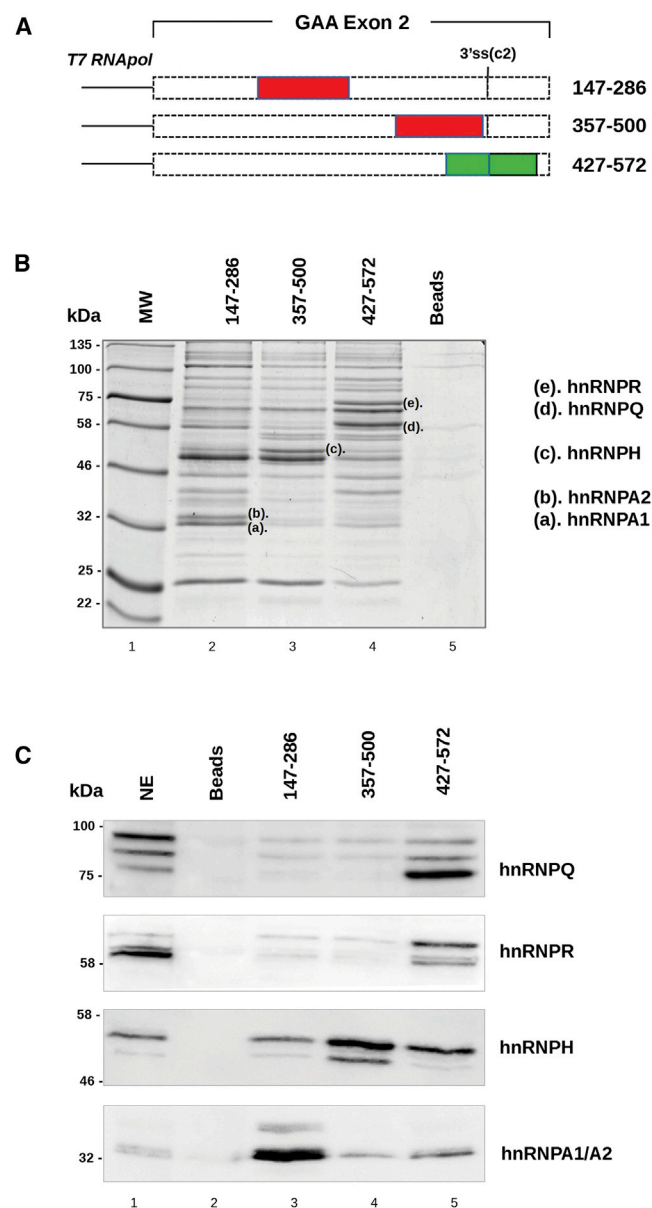 A
GAA Exon 2
T7 RNApol
3'ss(c2)
147-286
357-500
427-572
B
kDa
MW
147-286
357-500
427-572
Beads
135 -
100 -
75 -
58 -
46 -
32 -
25 -
22 -
(e).
(d).
(c).
(b).
(a).
(e). hnRNPR
(d). hnRNPQ
(c). hnRNPH
(b). hnRNPA2
(a). hnRNPA1
1 2 3 4 5
C
kDa
NE
Beads
147-286
357-500
427-572
100 -
75 -
hnRNPQ
58 -
hnRNPR
58 -
46 -
hnRNPH
32 -
hnRNPA1/A2
1 2 3 4 5